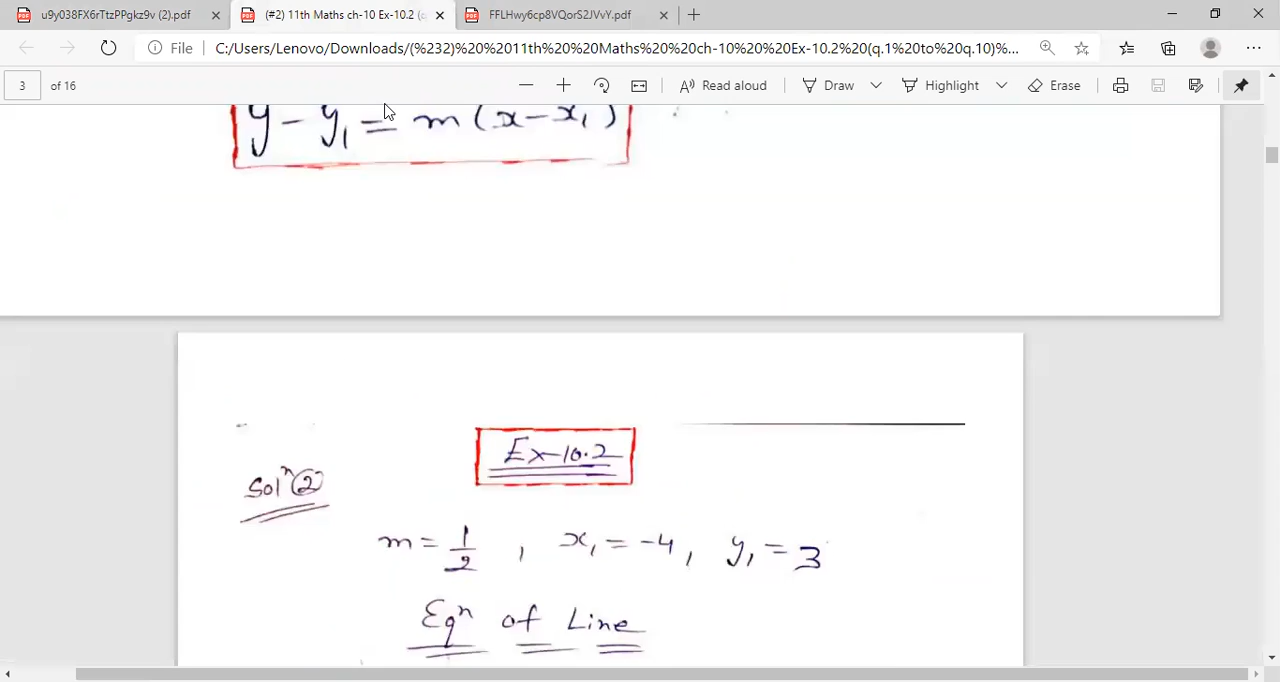 u9y038FX6rTtzPPgkz9v (2).pdf
(#2) 11th Maths ch-10 Ex-10.2 (
FFLHwy6cp8VQorS2JVvY.pdf
File
C:/Users/Lenovo/Downloads/(%232)%20%2011th%20%20Maths%20%20ch-10%20%20Ex-10.2%20(q.1%20to%20q.10)%...
3 of 16
Read aloud
Draw
Highlight
Erase
y - y₁ = m (x - x₁)
Ex-10.2
Solⁿ (2)
m = 1/2 , x₁ = -4, y₁ = 3
Eqⁿ of Line